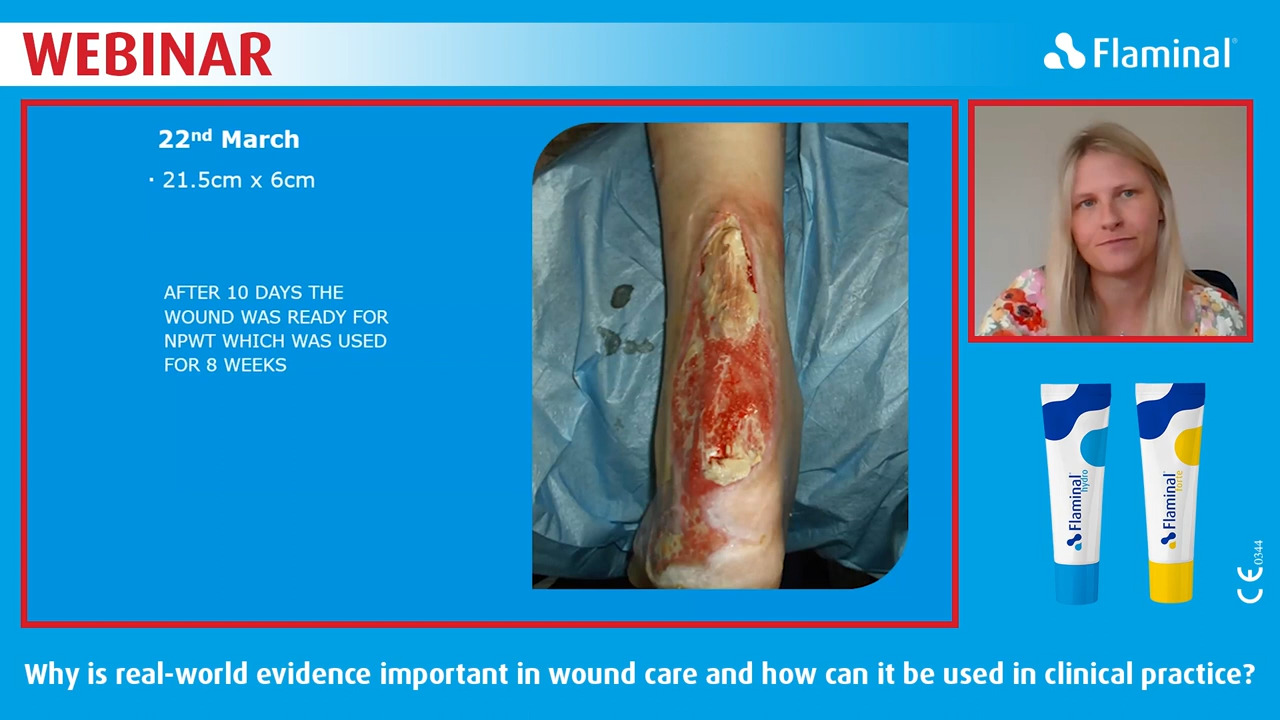 WEBINAR
Flaminal®
22nd March
· 21.5cm x 6cm
AFTER 10 DAYS THE
WOUND WAS READY FOR
NPWT WHICH WAS USED
FOR 8 WEEKS
Flaminal® hydro
Flaminal® forte
CE 0344
Why is real-world evidence important in wound care and how can it be used in clinical practice?